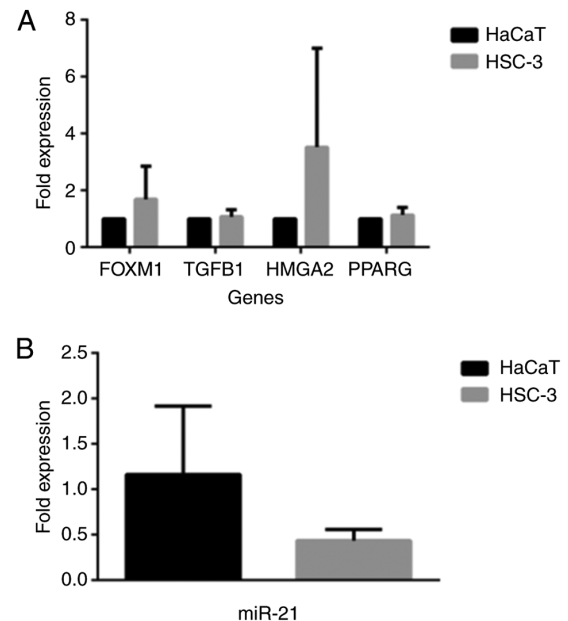 A
8
6
4
2
0
Fold expression
HaCaT
HSC-3
FOXM1 TGFB1 HMGA2 PPARG
Genes
B
2.5
2.0
1.5
1.0
0.5
0.0
Fold expression
HaCaT
HSC-3
miR-21